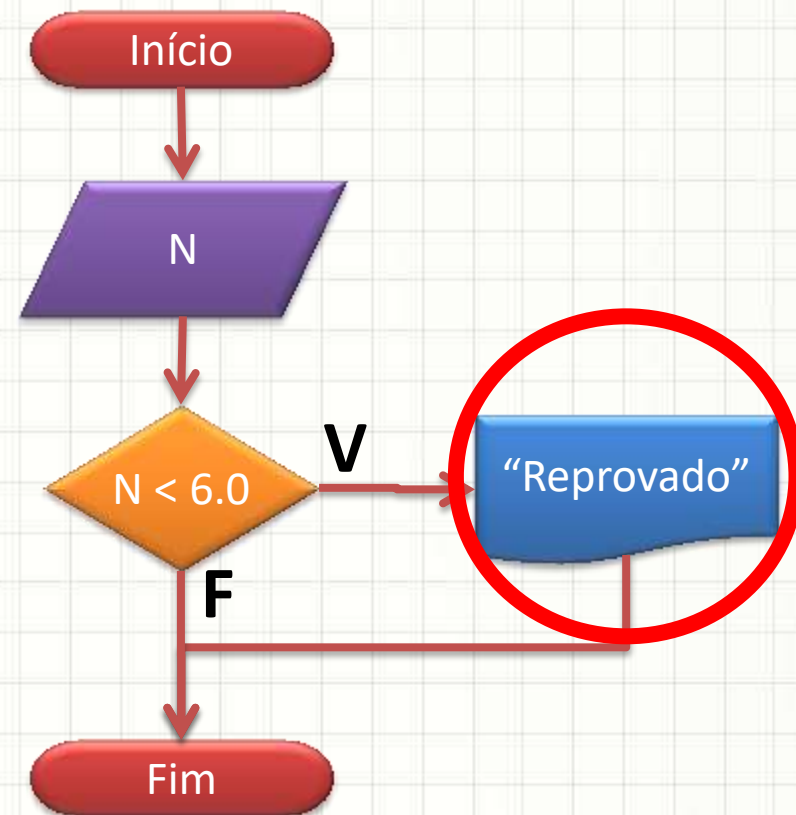 Início
N
N < 6.0
V
“Reprovado”
F
Fim